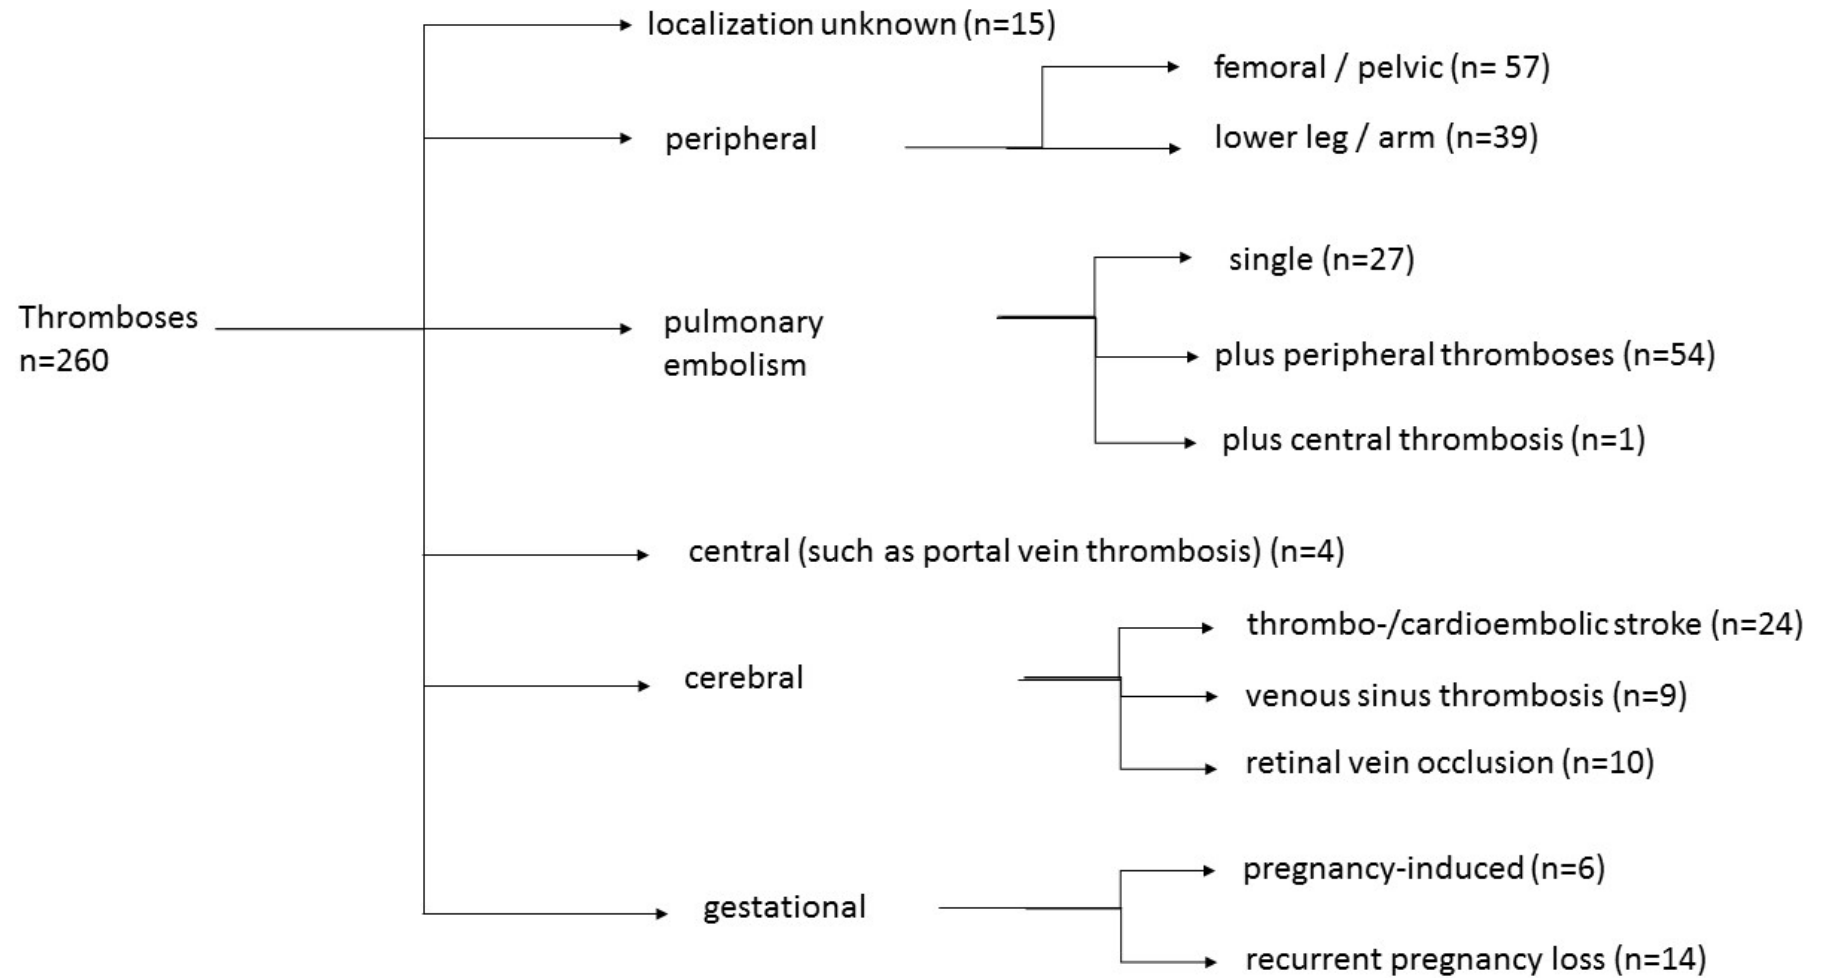 localization unknown (n=15)
femoral / pelvic (n= 57)
peripheral
lower leg / arm (n=39)
single (n=27)
Thromboses
n=260
pulmonary
embolism
plus peripheral thromboses (n=54)
plus central thrombosis (n=1)
central (such as portal vein thrombosis) (n=4)
thrombo-/cardioembolic stroke (n=24)
cerebral
venous sinus thrombosis (n=9)
retinal vein occlusion (n=10)
pregnancy-induced (n=6)
gestational
recurrent pregnancy loss (n=14)